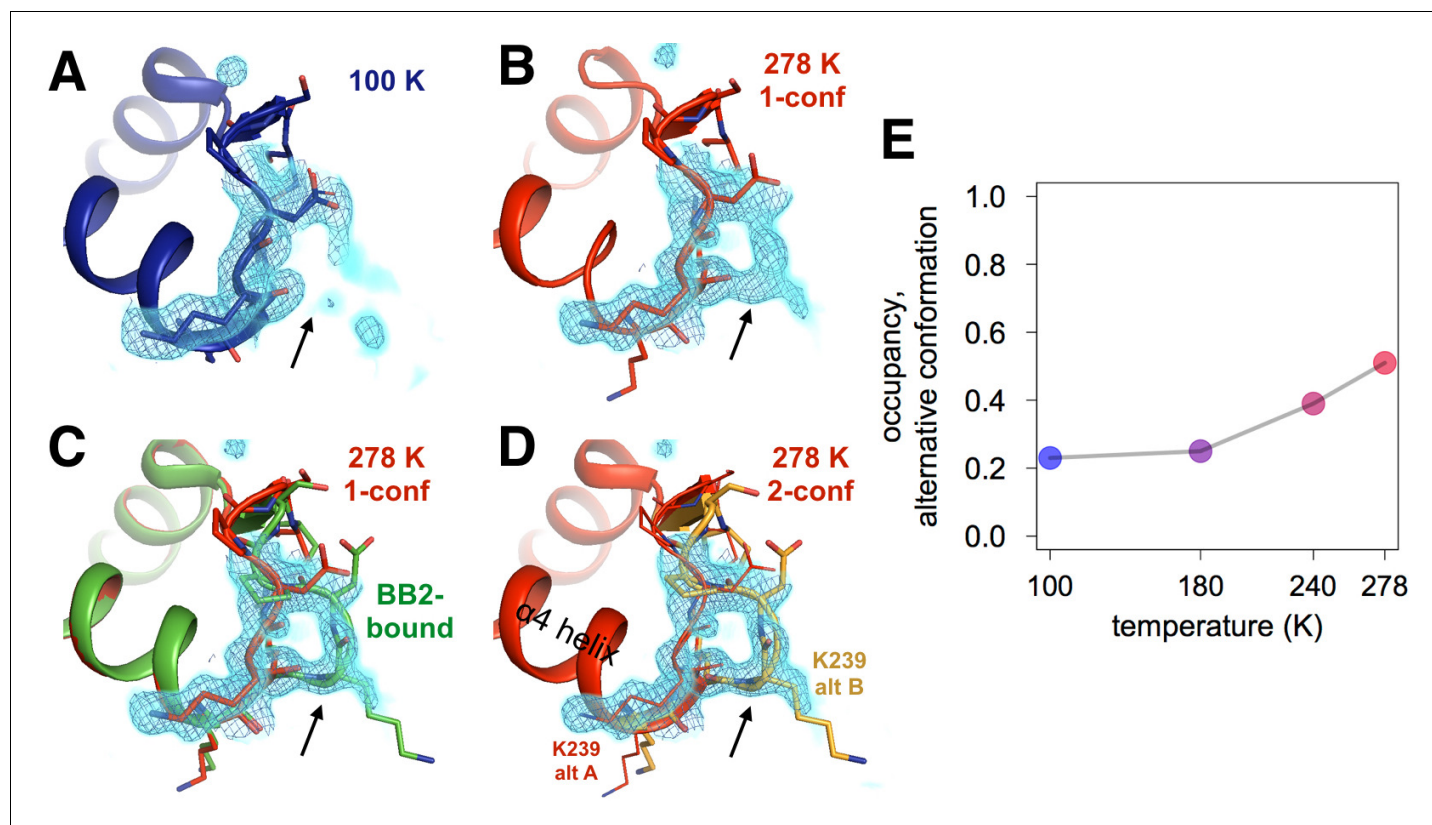 A
100 K
B
278 K
1-conf
C
278 K
1-conf
BB2-
bound
D
278 K
2-conf
α4 helix
K239
alt B
K239
alt A
E
occupancy,
alternative conformation
1.0
0.8
0.6
0.4
0.2
0.0
100 180 240 278
temperature (K)